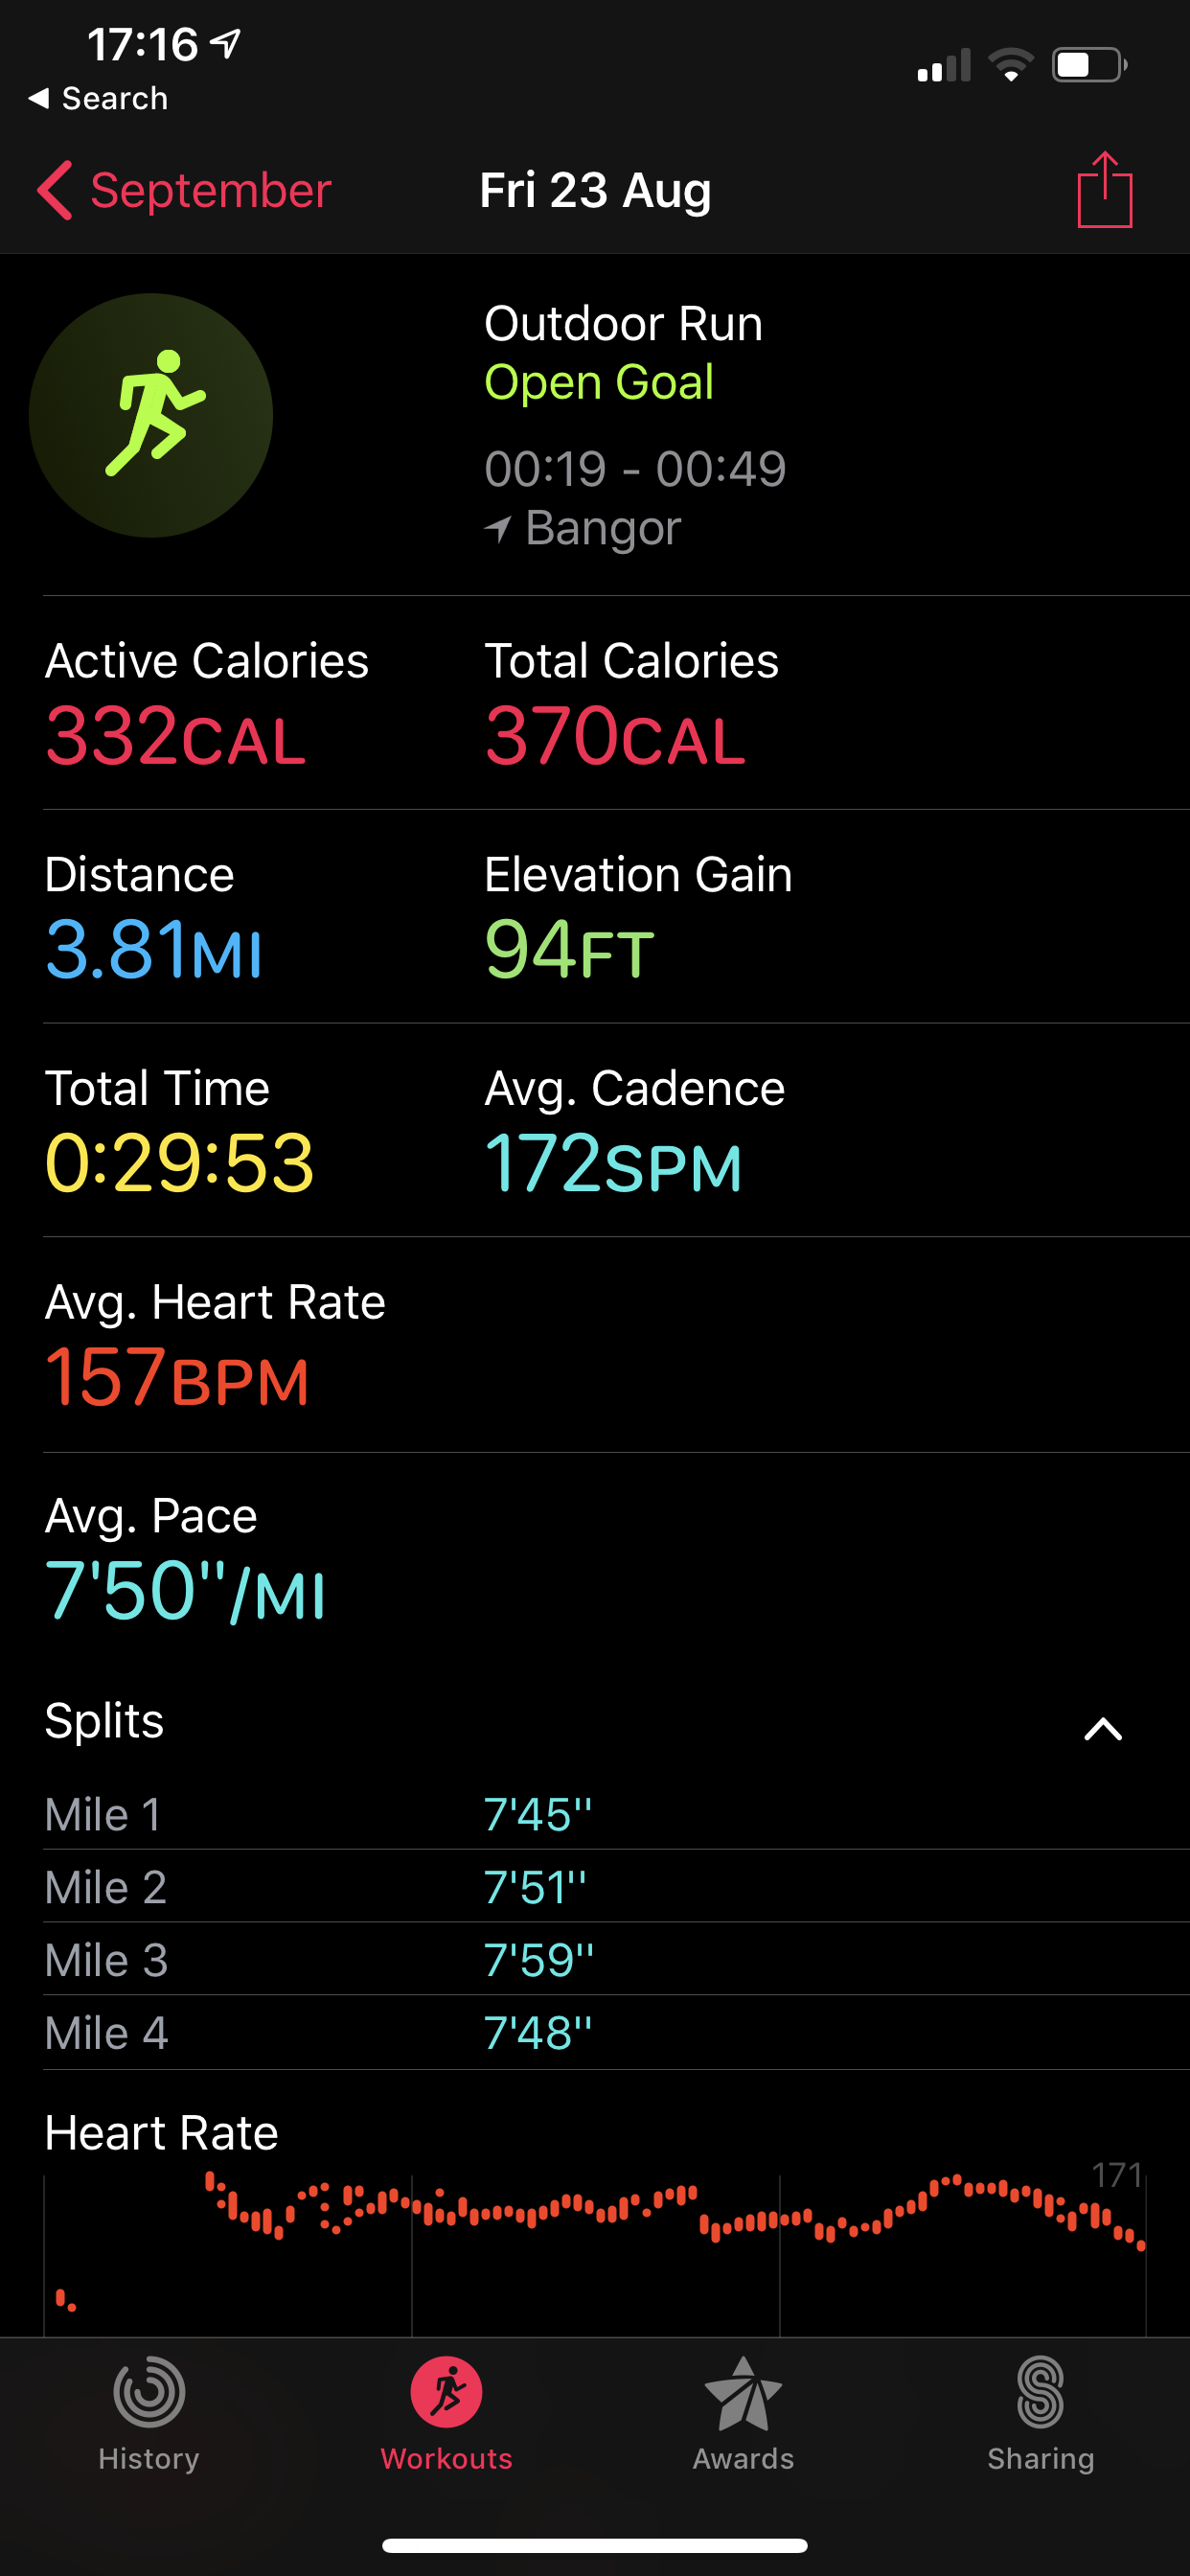 17:16
◀ Search
September
Fri 23 Aug
Outdoor Run
Open Goal
00:19 - 00:49
Bangor
Active Calories
Total Calories
332CAL
370CAL
Distance
Elevation Gain
3.81MI
94FT
Total Time
Avg. Cadence
0:29:53
172SPM
Avg. Heart Rate
157BPM
Avg. Pace
7'50"/MI
Splits
Mile 1 7'45"
Mile 2 7'51"
Mile 3 7'59"
Mile 4 7'48"
Heart Rate
171
History
Workouts
Awards
Sharing